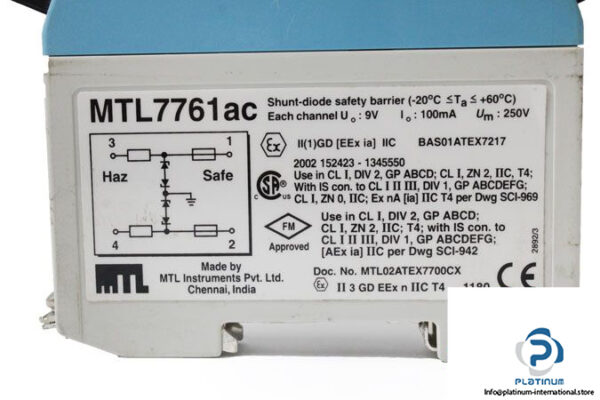 MTL7761ac
Shunt-diode safety barrier (-20°C ≤Ta ≤ +60°C)
Each channel Uo : 9V Io : 100mA Um : 250V
3
1
Haz
Safe
4
2
Ex II(1)GD [EEx ia] IIC BAS01ATEX7217
2002 152423 - 1345550
Use in CL I, DIV 2, GP ABCD; CL I, ZN 2, IIC, T4;
With IS con. to CL I II III, DIV 1, GP ABCDEFG;
CL I, ZN 0, IIC; Ex nA [ia] IIC T4 per Dwg SCI-969
SA
FM
Approved
Use in CL I, DIV 2, GP ABCD;
CL I, ZN 2, IIC; T4; with IS con. to
CL I II III, DIV 1, GP ABCDEFG;
[AEx ia] IIC per Dwg SCI-942
2892/3
MTL
Made by
MTL Instruments Pvt. Ltd.
Chennai, India
Doc. No. MTL02ATEX7700CX
Ex II 3 GD EEx n IIC T4 1180
CE
PLATINUM
info@platinum-international.store